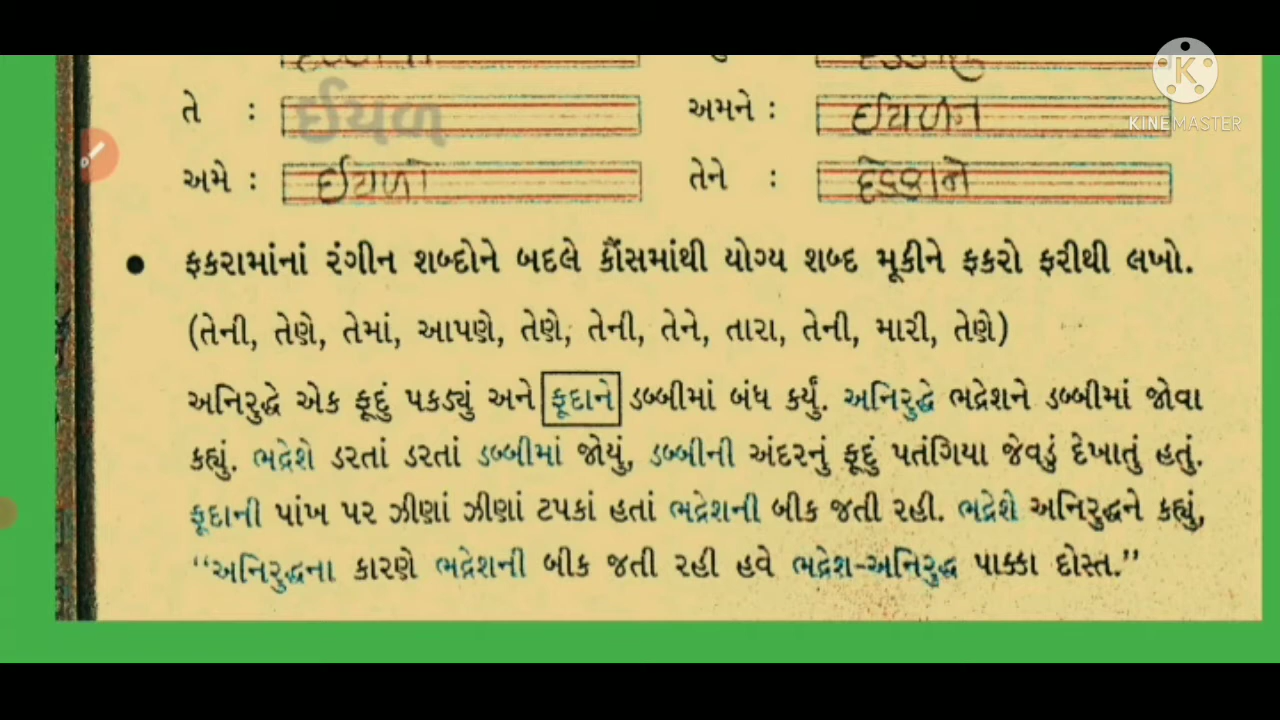 તે : ઈયળ અમને : ઈયળને
અમે : ઈયળો તેને : દેડકાને
KINEMASTER
• ફકરામાંનાં રંગીન શબ્દોને બદલે કૌંસમાંથી યોગ્ય શબ્દ મૂકીને ફકરો ફરીથી લખો.
(તેની, તેણે, તેમાં, આપણે, તેણે, તેની, તેને, તારા, તેની, મારી, તેણે)
અનિરુદ્ધે એક ફૂદું પકડ્યું અને ફૂદાને ડબ્બીમાં બંધ કર્યું. અનિરુદ્ધે ભદ્રેશને ડબ્બીમાં જોવા
કહ્યું. ભદ્રેશે ડરતાં ડરતાં ડબ્બીમાં જોયું, ડબ્બીની અંદરનું ફૂદું પતંગિયા જેવડું દેખાતું હતું.
ફૂદાની પાંખ પર ઝીણાં ઝીણાં ટપકાં હતાં ભદ્રેશની બીક જતી રહી. ભદ્રેશે અનિરુદ્ધને કહ્યું,
“અનિરુદ્ધના કારણે ભદ્રેશની બીક જતી રહી હવે ભદ્રેશ-અનિરુદ્ધ પાક્કા દોસ્ત.”